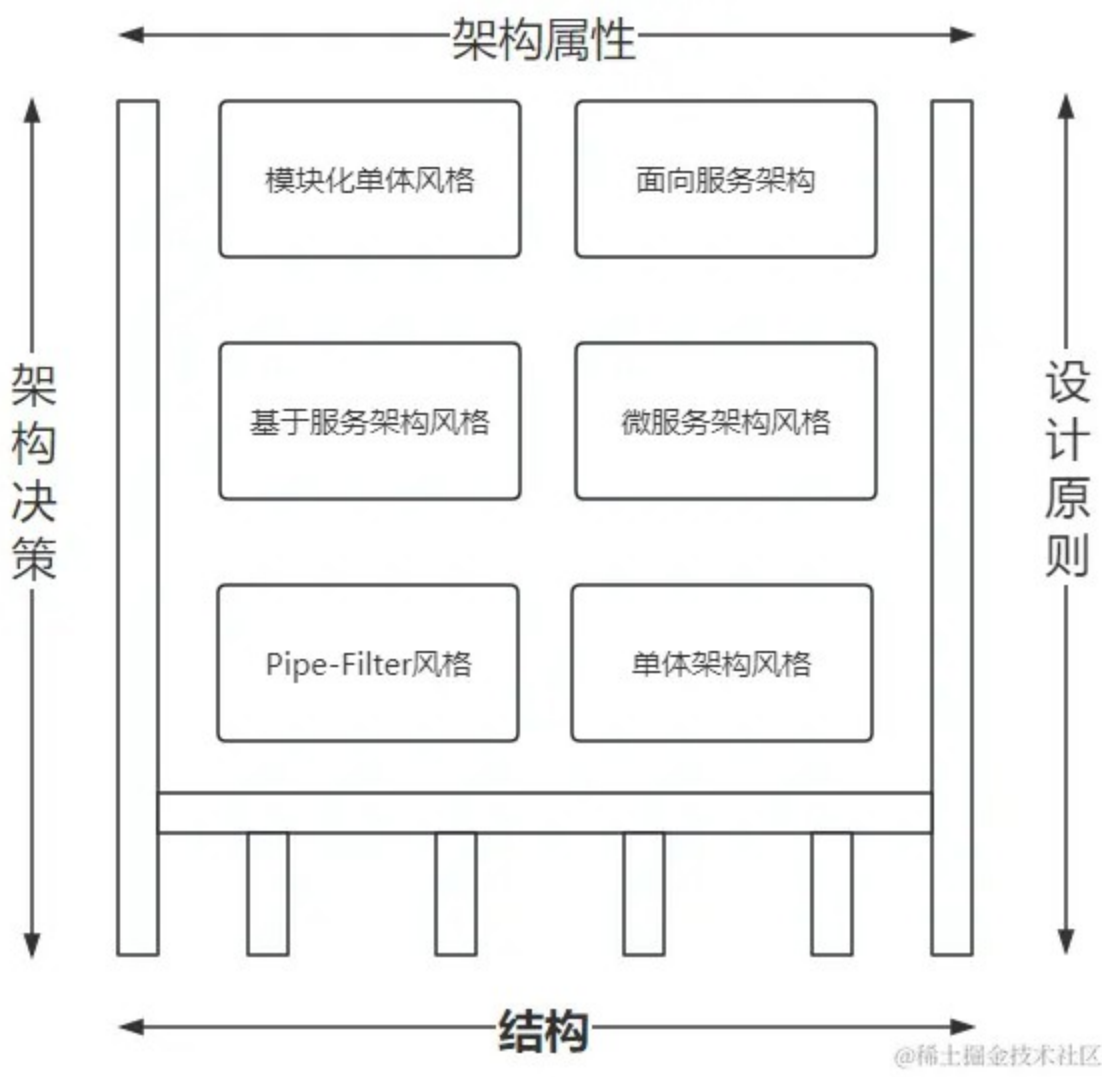 架构属性
模块化单体风格
面向服务架构
架构决策
基于服务架构风格
微服务架构风格
设计原则
Pipe-Filter风格
单体架构风格
结构
@稀土掘金技术社区